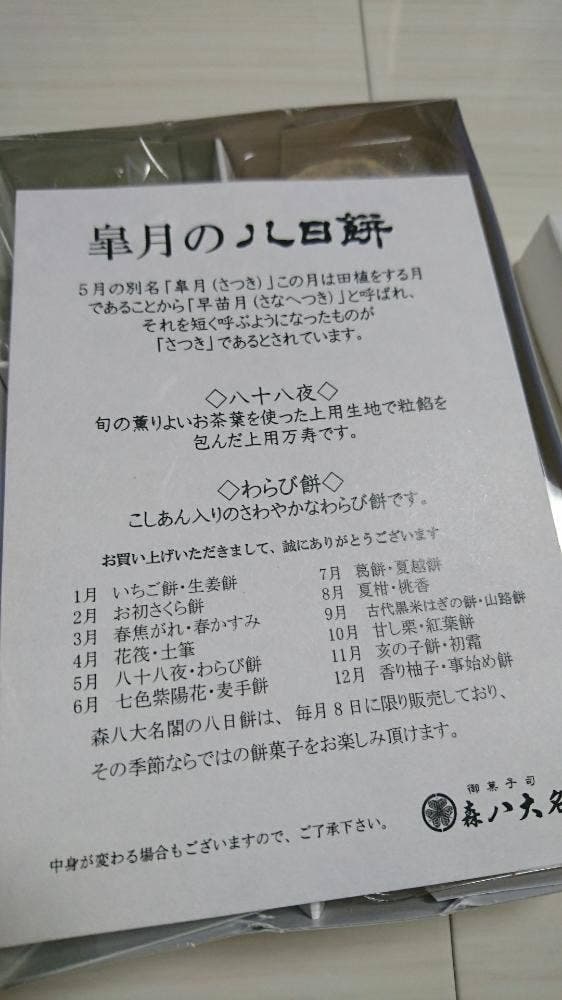 皐月の八日餅
5月の別名「皐月(さつき)」この月は田植をする月
であることから「早苗月(さなへつき)」と呼ばれ、
それを短く呼ぶようになったものが
「さつき」であるとされています。
◇八十八夜◇
旬の薫りよいお茶葉を使った上用生地で粒餡を
包んだ上用万寿です。
◇わらび餅◇
こしあん入りのさわやかなわらび餅です。
お買い上げいただきまして、誠にありがとうございます
1月 いちご餅・生姜餅
2月 お初さくら餅
3月 春焦がれ・春かすみ
4月 花筏・土筆
5月 八十八夜・わらび餅
6月 七色紫陽花・麦手餅
7月 葛餅・夏越餅
8月 夏柑・桃香
9月 古代黒米はぎの餅・山路餅
10月 甘し栗・紅葉餅
11月 亥の子餅・初霜
12月 香り柚子・事始め餅
森八大名閣の八日餅は、毎月8日に限り販売しており、
その季節ならではの餅菓子をお楽しみ頂けます。
御菓子司
森八大名
中身が変わる場合もございますので、ご了承下さい。